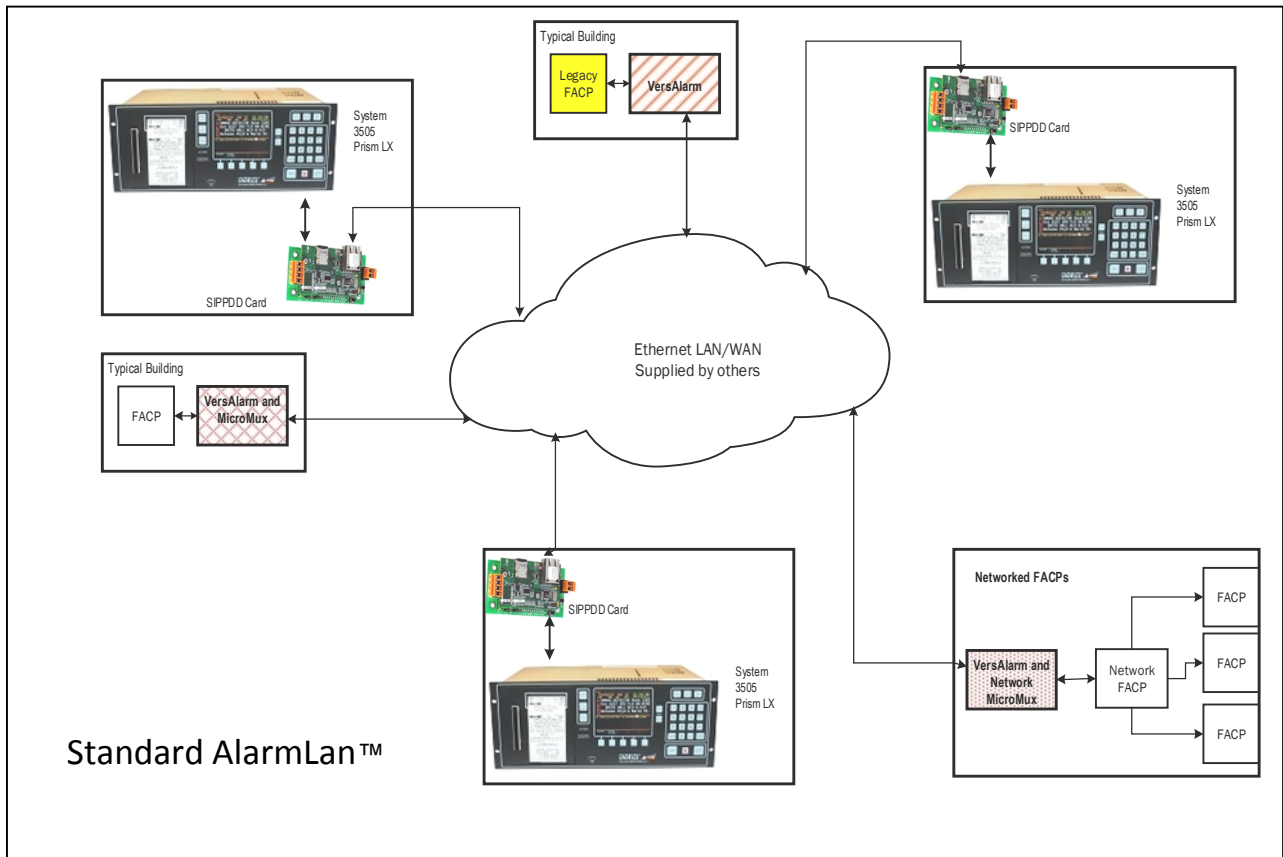 Typical Building
Legacy
FACP
VersAlarm
System
3505
Prism LX
SIPPDD Card
SIPPDD Card
System
3505
Prism LX
Ethernet LAN/WAN
Supplied by others
Typical Building
FACP
VersAlarm and
MicroMux
SIPPDD Card
System
3505
Prism LX
Networked FACPs
VersAlarm and
Network
MicroMux
Network
FACP
FACP
FACP
FACP
Standard AlarmLan™